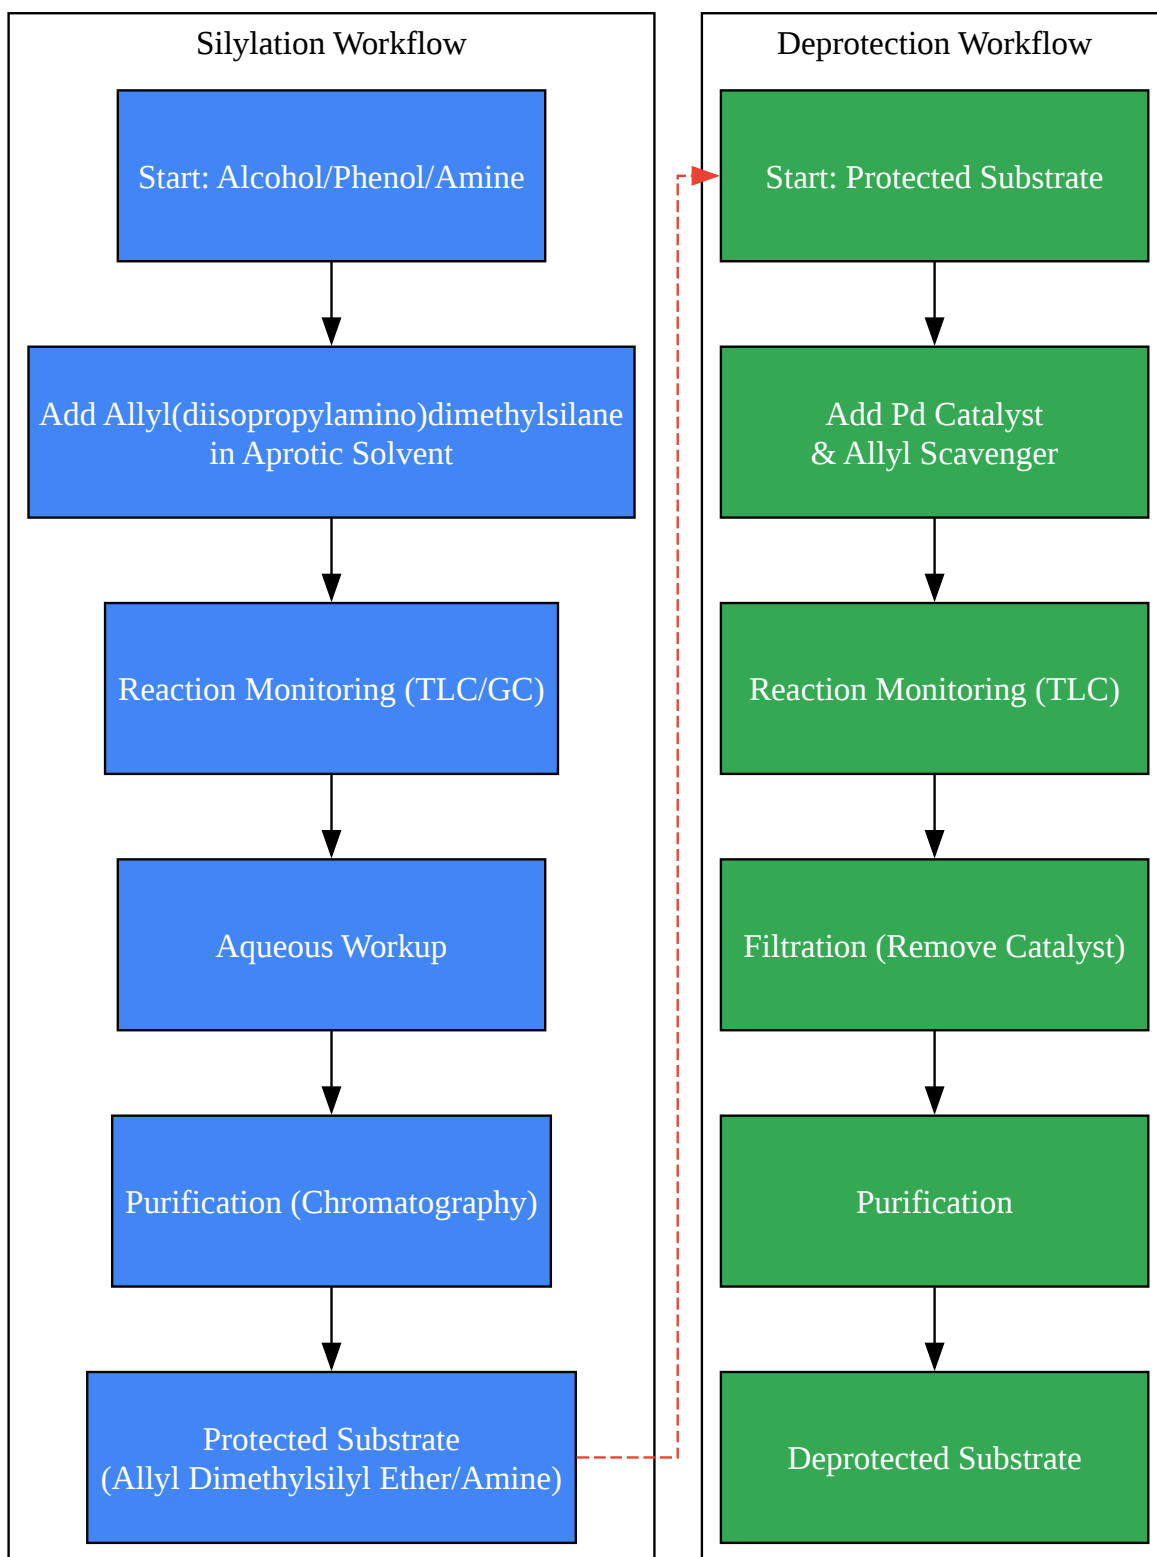 Silylation Workflow
Start: Alcohol/Phenol/Amine
Add Allyl(diisopropylamino)dimethylsilane
in Aprotic Solvent
Reaction Monitoring (TLC/GC)
Aqueous Workup
Purification (Chromatography)
Protected Substrate
(Allyl Dimethylsilyl Ether/Amine)
Deprotection Workflow
Start: Protected Substrate
Add Pd Catalyst
& Allyl Scavenger
Reaction Monitoring (TLC)
Filtration (Remove Catalyst)
Purification
Deprotected Substrate